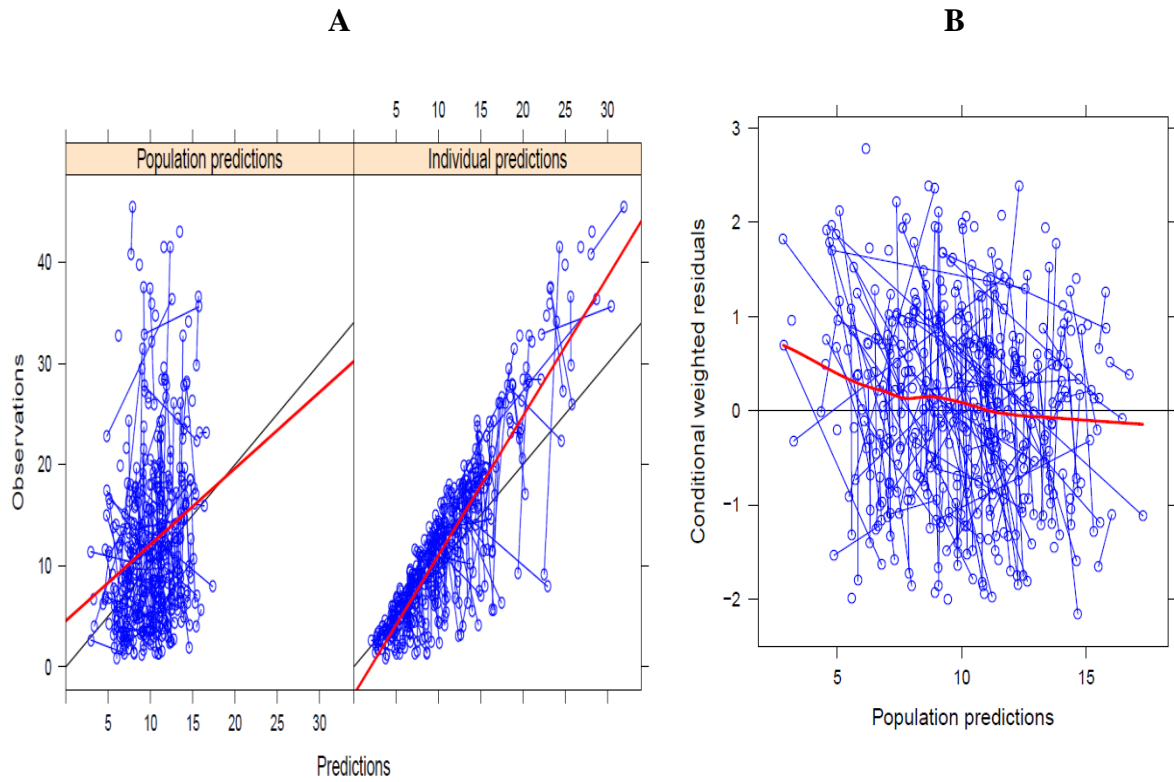 A
B
5 10 15 20 25 30
Population predictions Individual predictions
Observations
40
30
20
10
0
5 10 15 20 25 30
Predictions
Conditional weighted residuals
3
2
1
0
−1
−2
5 10 15
Population predictions